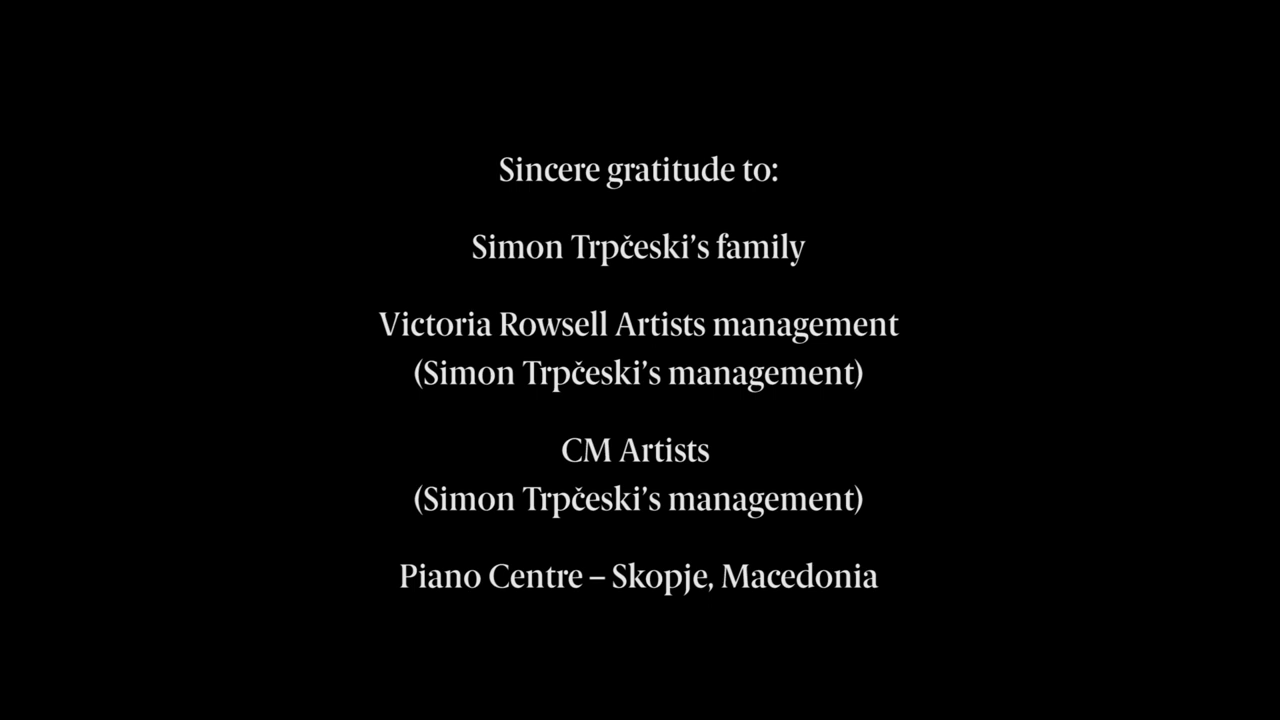 Sincere gratitude to:
Simon Trpčeski’s family
Victoria Rowsell Artists management
(Simon Trpčeski’s management)
CM Artists
(Simon Trpčeski’s management)
Piano Centre – Skopje, Macedonia